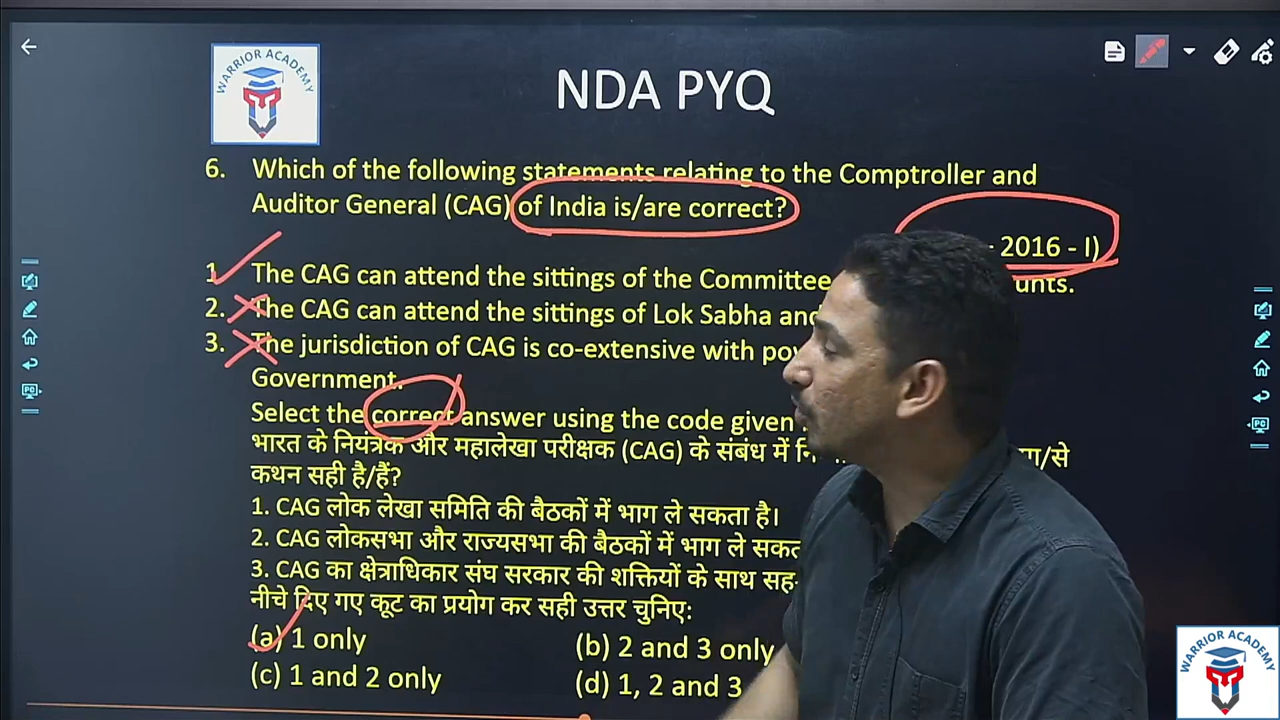 WARRIOR ACADEMY
NDA PYQ
6. Which of the following statements relating to the Comptroller and
Auditor General (CAG) of India is/are correct?
- 2016 - I)
1. The CAG can attend the sittings of the Committee
2. The CAG can attend the sittings of Lok Sabha and
3. The jurisdiction of CAG is co-extensive with
Government.
Select the correct answer using the code given
भारत के नियंत्रक और महालेखा परीक्षक (CAG) के संबंध में
कथन सही है/हैं?
1. CAG लोक लेखा समिति की बैठकों में भाग ले सकता है।
2. CAG लोकसभा और राज्यसभा की बैठकों में भाग ले
3. CAG का क्षेत्राधिकार संघ सरकार की शक्तियों के साथ
नीचे दिए गए कूट का प्रयोग कर सही उत्तर चुनिए:
(a) 1 only
(b) 2 and 3 only
(c) 1 and 2 only
(d) 1, 2 and 3
WARRIOR ACADEMY